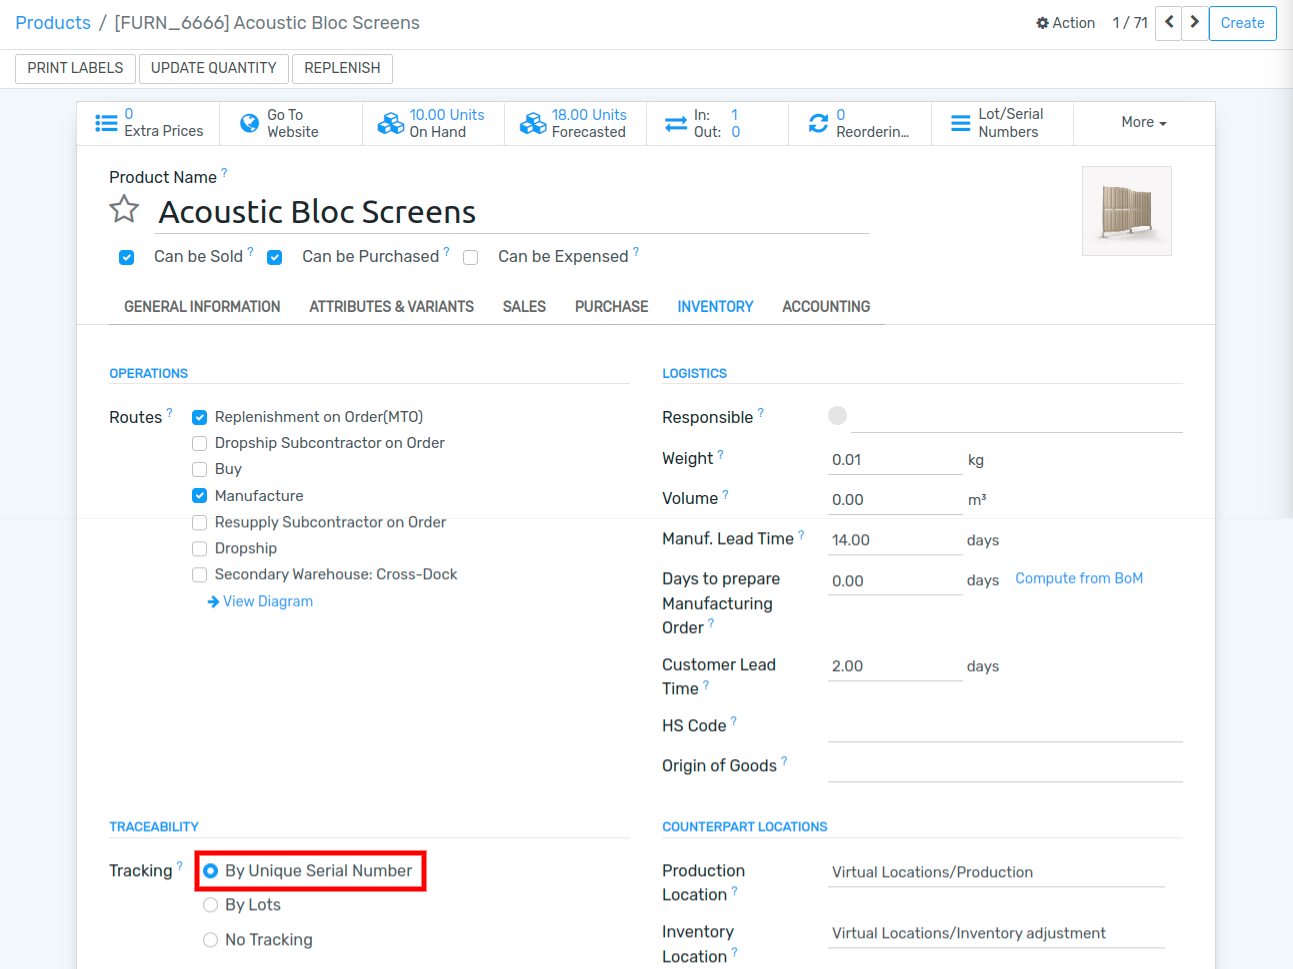 Products / [FURN_6666] Acoustic Bloc Screens
Action 1 / 71 Create
PRINT LABELS UPDATE QUANTITY REPLENISH
0
Extra Prices
Go To
Website
10.00 Units
On Hand
18.00 Units
Forecasted
In: 1
Out: 0
0
Reorderin...
Lot/Serial
Numbers
More
Product Name ?
Acoustic Bloc Screens
Can be Sold ? Can be Purchased ? Can be Expensed ?
GENERAL INFORMATION ATTRIBUTES & VARIANTS SALES PURCHASE INVENTORY ACCOUNTING
OPERATIONS
Routes ? Replenishment on Order(MTO)
Dropship Subcontractor on Order
Buy
Manufacture
Resupply Subcontractor on Order
Dropship
Secondary Warehouse: Cross-Dock
View Diagram
LOGISTICS
Responsible ?
Weight ? 0.01 kg
Volume ? 0.00 m³
Manuf. Lead Time ? 14.00 days
Days to prepare 0.00 days Compute from BoM
Manufacturing
Order ?
Customer Lead 2.00 days
Time ?
HS Code ?
Origin of Goods ?
TRACEABILITY
Tracking ? By Unique Serial Number
By Lots
No Tracking
COUNTERPART LOCATIONS
Production Virtual Locations/Production
Location ?
Inventory Virtual Locations/Inventory adjustment
Location ?